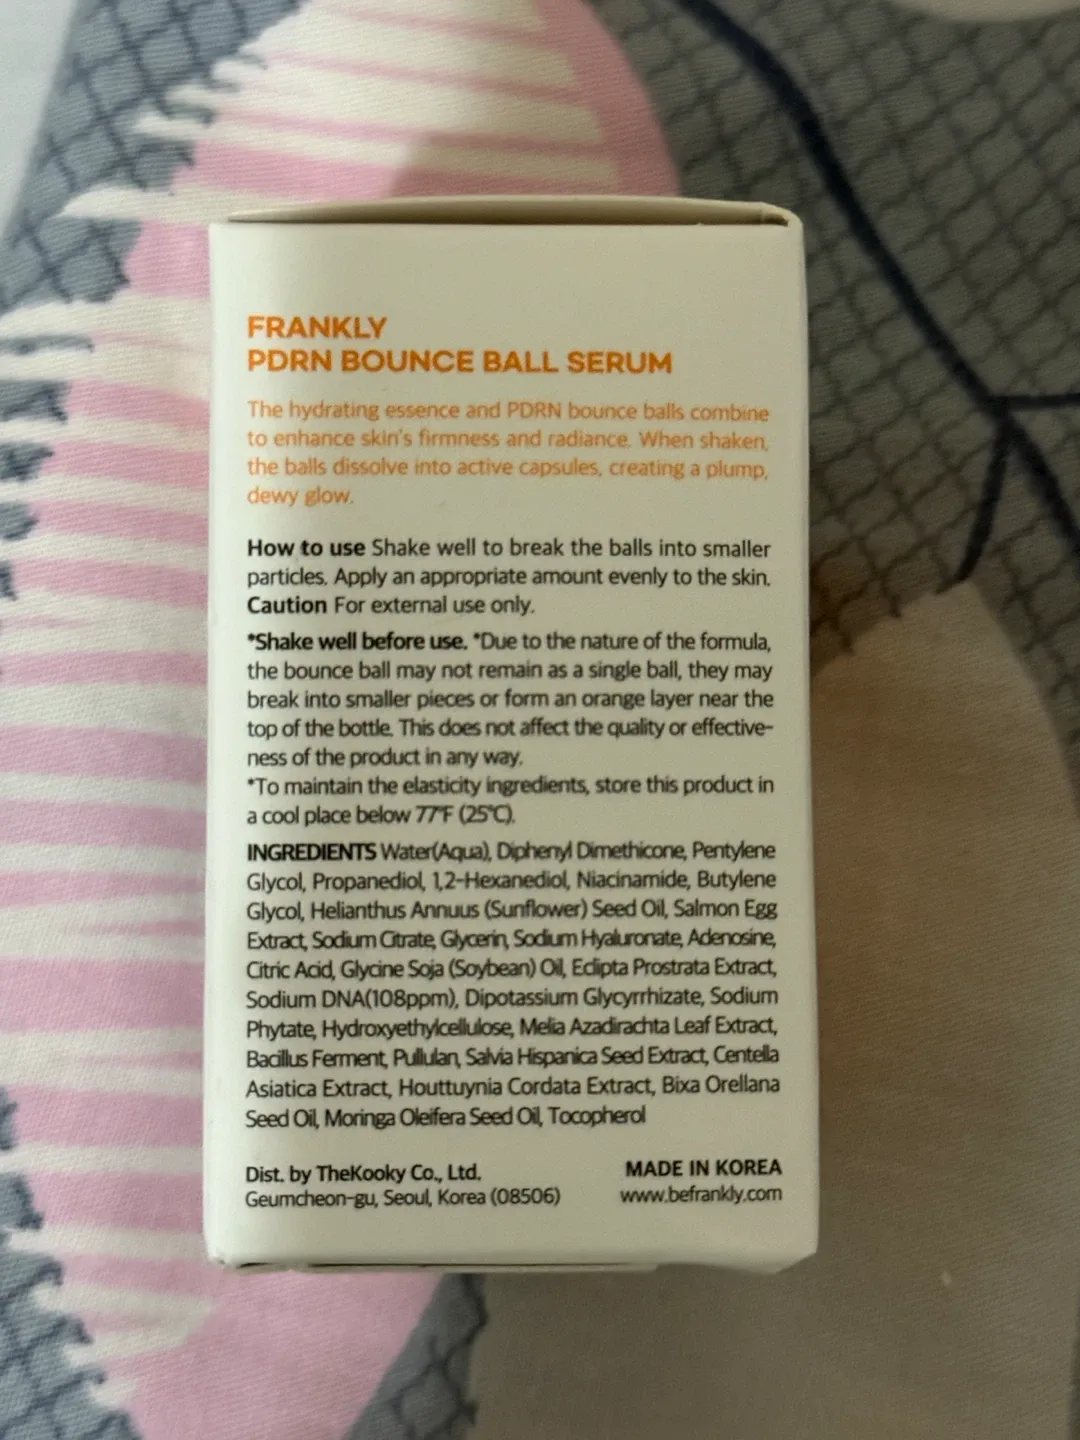 FRANKLY
PDRN BOUNCE BALL SERUM
The hydrating essence and PDRN bounce balls combine
to enhance skin's firmness and radiance. When shaken,
the balls dissolve into active capsules, creating a plump,
dewy glow.
How to use Shake well to break the balls into smaller
particles. Apply an appropriate amount evenly to the skin.
Caution For external use only.
*Shake well before use. *Due to the nature of the formula,
the bounce ball may not remain as a single ball, they may
break into smaller pieces or form an orange layer near the
top of the bottle. This does not affect the quality or effective-
ness of the product in any way.
*To maintain the elasticity ingredients, store this product in
a cool place below 77°F (25°C).
INGREDIENTS Water(Aqua), Diphenyl Dimethicone, Pentylene
Glycol, Propanediol, 1,2-Hexanediol, Niacinamide, Butylene
Glycol, Helianthus Annuus (Sunflower) Seed Oil, Salmon Egg
Extract, Sodium Citrate, Glycerin, Sodium Hyaluronate, Adenosine,
Citric Acid, Glycine Soja (Soybean) Oil, Eclipta Prostrata Extract,
Sodium DNA(108ppm), Dipotassium Glycyrrhizate, Sodium
Phytate, Hydroxyethylcellulose, Melia Azadirachta Leaf Extract,
Bacillus Ferment, Pullulan, Salvia Hispanica Seed Extract, Centella
Asiatica Extract, Houttuynia Cordata Extract, Bixa Orellana
Seed Oil, Moringa Oleifera Seed Oil, Tocopherol
Dist. by TheKooky Co., Ltd.
Geumcheon-gu, Seoul, Korea (08506)
MADE IN KOREA
www.befrankly.com